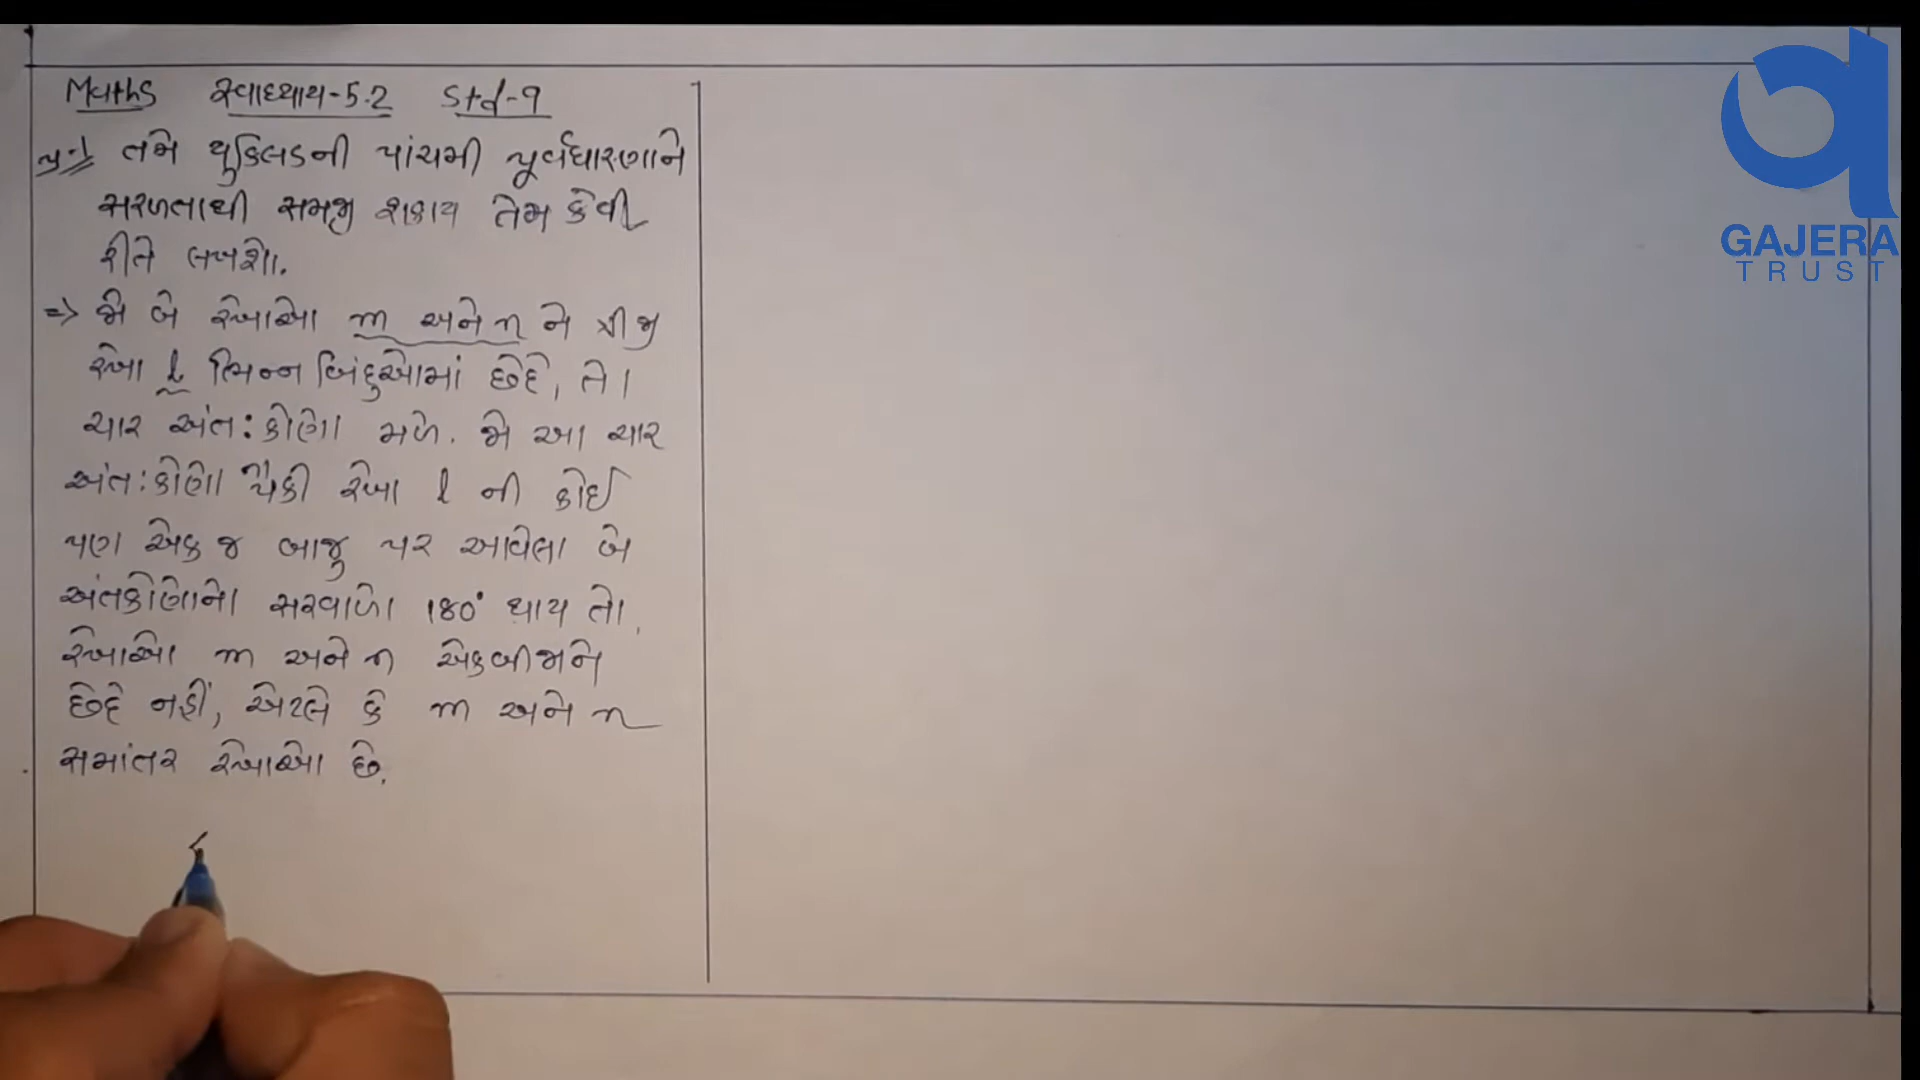 Maths સ્વાધ્યાય-5.2 Std-9
પ્ર-1 તમે યુક્લિડની પાંચમી પૂર્વધારણાને
સરળતાથી સમજી શકાય તેમ કેવી
રીતે લખશો.
=> જો બે રેખાઓ m અને n ને ત્રીજી
રેખા l ભિન્ન બિંદુઓમાં છેદે, તો
ચાર અંત:કોણો મળે. જો આ ચાર
અંત:કોણો પૈકી રેખા l ની કોઈ
પણ એક જ બાજુ પર આવેલા બે
અંતકોણોનો સરવાળો 180° થાય તો,
રેખાઓ m અને n એકબીજાને
છેદે નહીં, એટલે કે m અને n
સમાંતર રેખાઓ છે.
GAJERA
TRUST